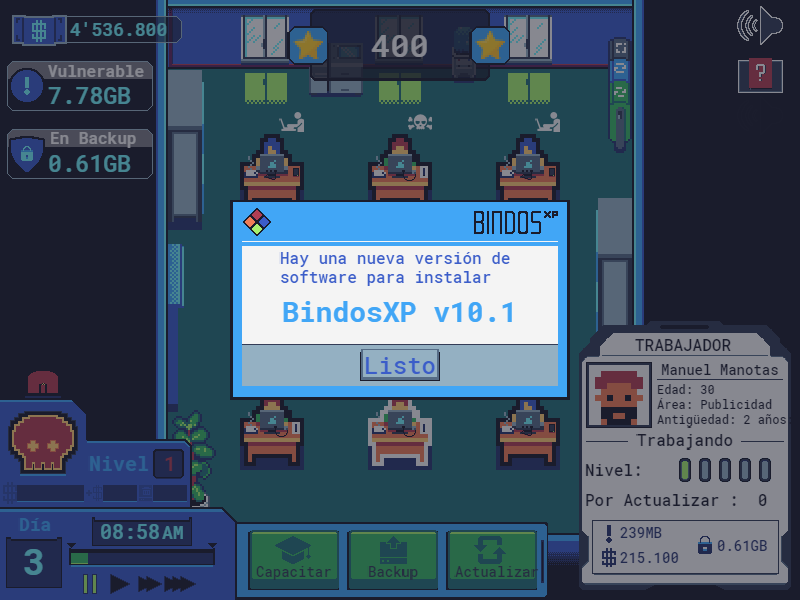 4'536.800
400
Vulnerable
7.78GB
En Backup
0.61GB
BINDOS XP
Hay una nueva versión de
software para instalar
BindosXP v10.1
Listo
TRABAJADOR
Manuel Manotas
Edad: 30
Área: Publicidad
Antigüedad: 2 años
Trabajando
Nivel:
Por Actualizar : 0
239MB
215.100
0.61GB
Nivel 1
Día
3
08:58AM
Capacitar
Backup
Actualizar